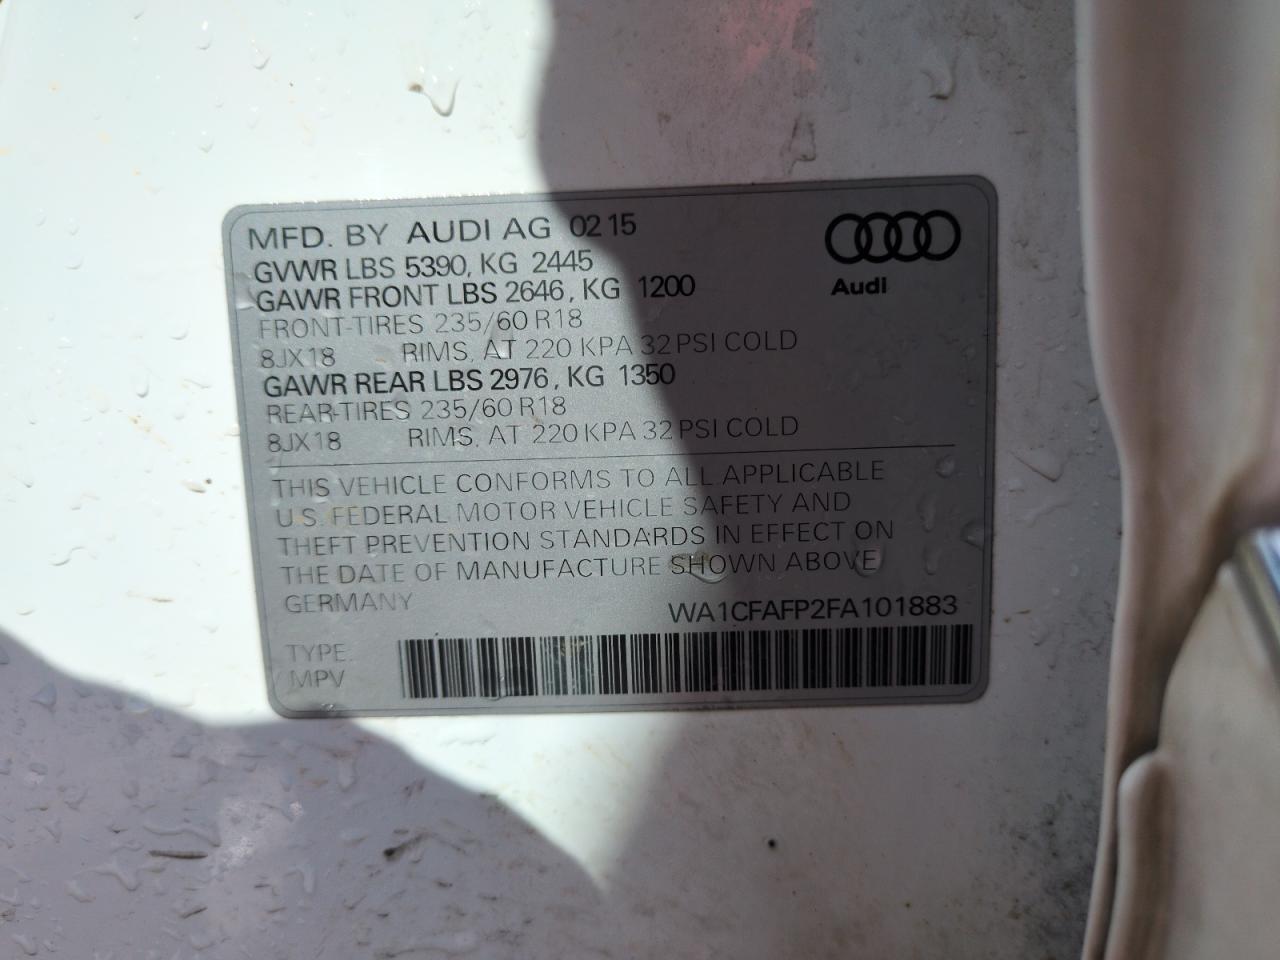 MFD. BY AUDI AG 02 15
GVWR LBS 5390, KG 2445
GAWR FRONT LBS 2646, KG 1200
FRONT-TIRES 235/60 R18
8JX18 RIMS, AT 220 KPA 32 PSI COLD
GAWR REAR LBS 2976, KG 1350
REAR-TIRES 235/60 R18
8JX18 RIMS, AT 220 KPA 32 PSI COLD
Audi
THIS VEHICLE CONFORMS TO ALL APPLICABLE
U.S. FEDERAL MOTOR VEHICLE SAFETY AND
THEFT PREVENTION STANDARDS IN EFFECT ON
THE DATE OF MANUFACTURE SHOWN ABOVE
GERMANY WA1CFAFP2FA101883
TYPE:
MPV